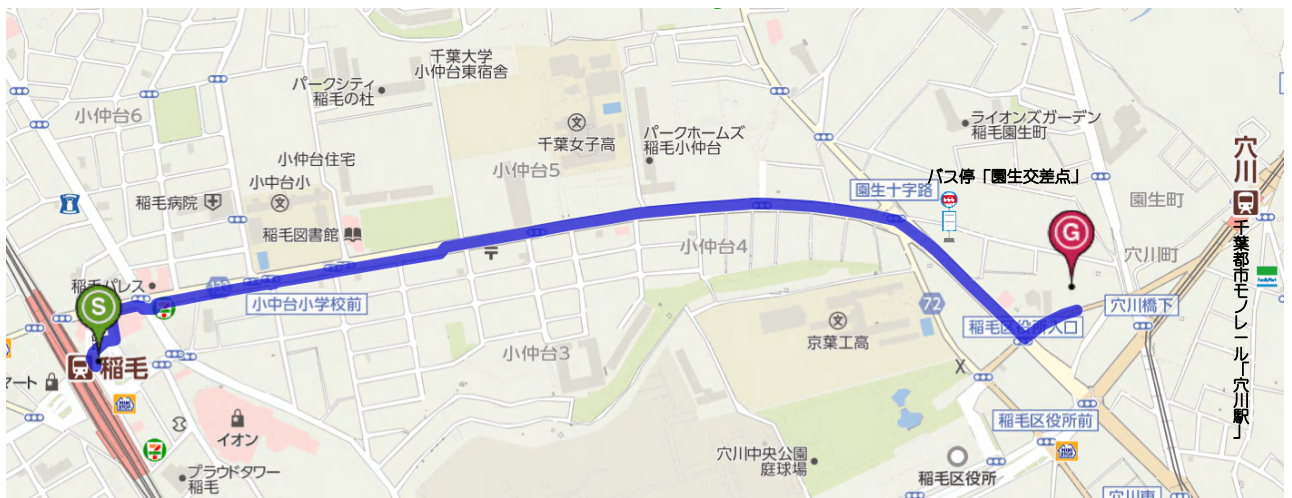 千葉大学
小仲台東宿舎
パークシティ
稲毛の杜
小仲台6
ライオンズガーデン
稲毛園生町
千葉女子高
パークホームズ
稲毛小仲台
小仲台住宅
小中台小
小仲台5
バス停「園生交差点」
園生十字路
園生町
穴川
千葉都市モノレール「穴川駅」
稲毛病院
稲毛図書館
小仲台4
G
穴川町
稲毛パレス
S
小中台小学校前
72
稲毛区役所入口
穴川橋下
FamilyMart
京葉工高
小仲台3
稲毛
マート
イオン
稲毛区役所前
穴川中央公園
庭球場
プラウドタワー
稲毛
稲毛区役所
穴川東